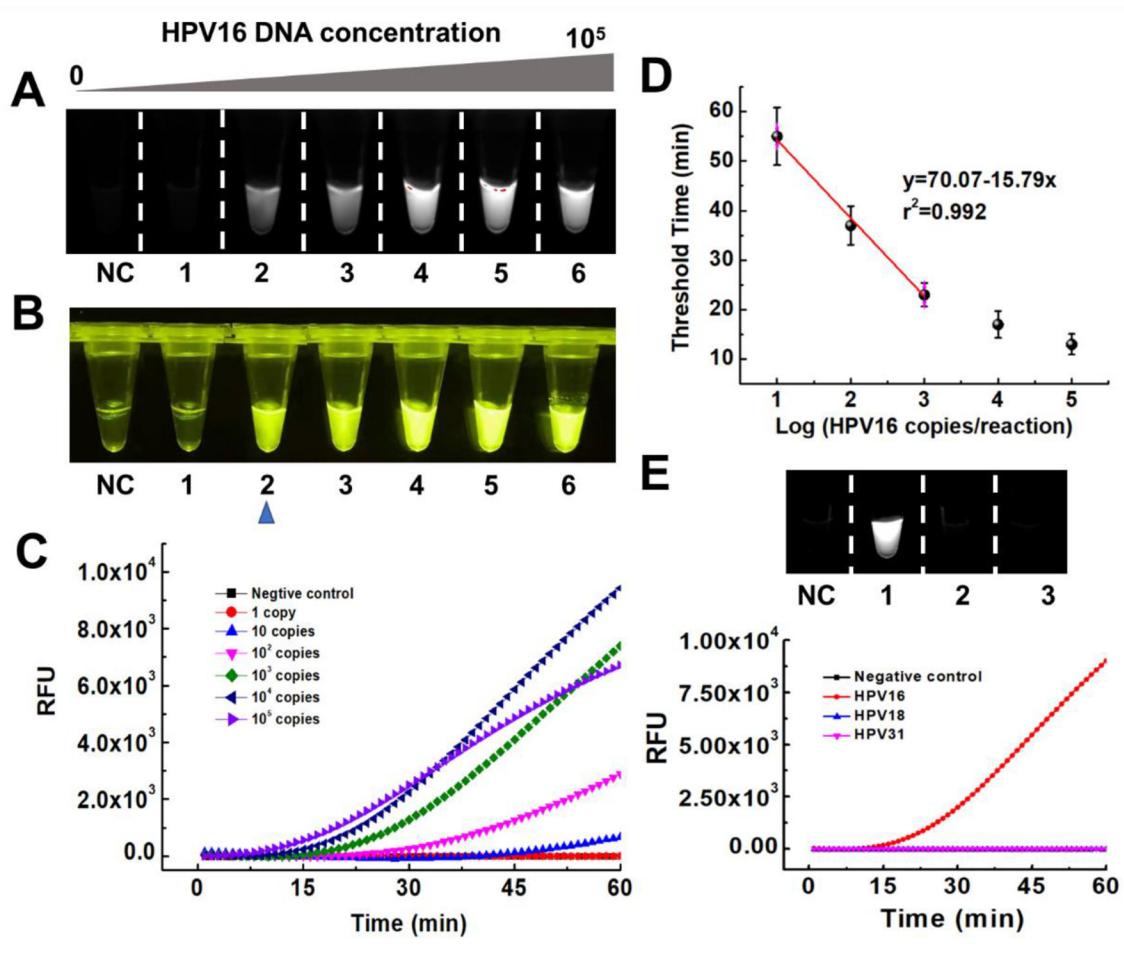 HPV16 DNA concentration
0
10⁵
A
NC 1 2 3 4 5 6
B
NC 1 2 3 4 5 6
C
1.0x10⁴
8.0x10³
6.0x10³
4.0x10³
2.0x10³
0.0
RFU
Negtive control
1 copy
10 copies
10² copies
10³ copies
10⁴ copies
10⁵ copies
0 15 30 45 60
Time (min)
D
60
50
40
30
20
10
Threshold Time (min)
y=70.07-15.79x
r²=0.992
1 2 3 4 5
Log (HPV16 copies/reaction)
E
NC 1 2 3
1.00x10⁴
7.50x10³
5.00x10³
2.50x10³
0.00
RFU
Negative control
HPV16
HPV18
HPV31
0 15 30 45 60
Time (min)